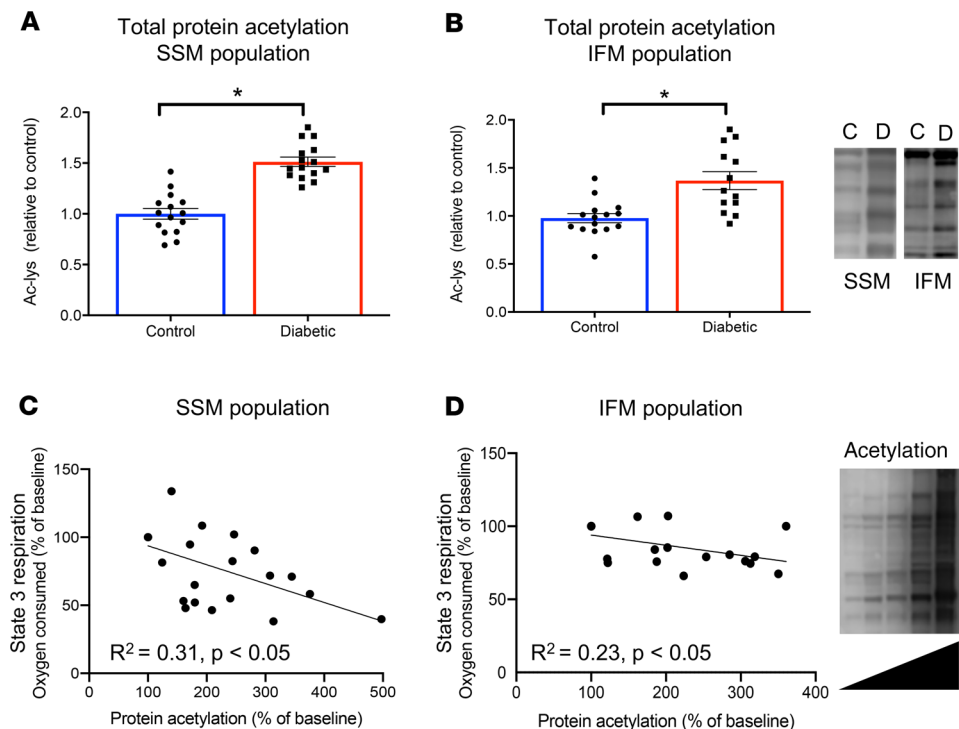 A
Total protein acetylation
SSM population
*
Ac-lys (relative to control)
2.0
1.5
1.0
0.5
0.0
Control
Diabetic
B
Total protein acetylation
IFM population
*
Ac-lys (relative to control)
2.0
1.5
1.0
0.5
0.0
Control
Diabetic
C D C D
SSM IFM
C
SSM population
State 3 respiration
Oxygen consumed (% of baseline)
150
100
50
0
R² = 0.31, p < 0.05
0 100 200 300 400 500
Protein acetylation (% of baseline)
D
IFM population
State 3 respiration
Oxygen consumed (% of baseline)
150
100
50
0
R² = 0.23, p < 0.05
0 100 200 300 400
Protein acetylation (% of baseline)
Acetylation